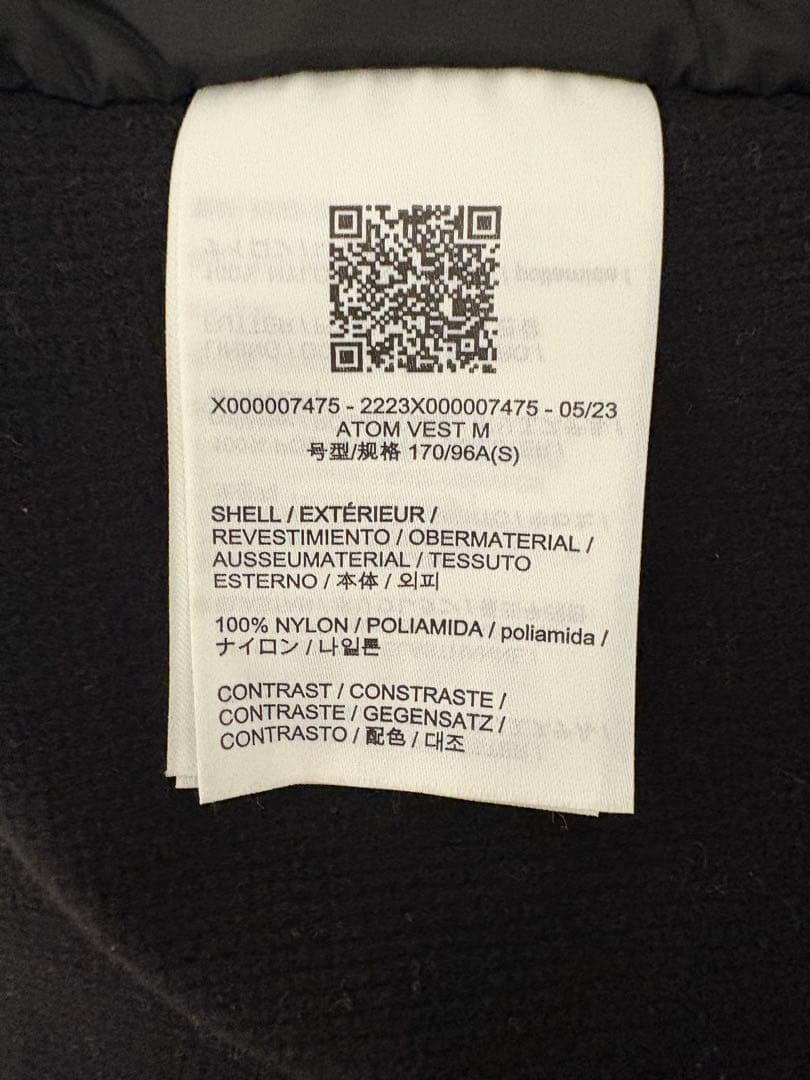 X000007475 - 2223X000007475 - 05/23
ATOM VEST M
号型/规格 170/96A(S)
SHELL / EXTÉRIEUR /
REVESTIMIENTO / OBERMATERIAL /
AUSSEUMATERIAL / TESSUTO
ESTERNO / 本体 / 외피
100% NYLON / POLIAMIDA / poliamida /
ナイロン / 나일론
CONTRAST / CONSTRASTE /
CONTRASTE / GEGENSATZ /
CONTRASTO / 配色 / 대조